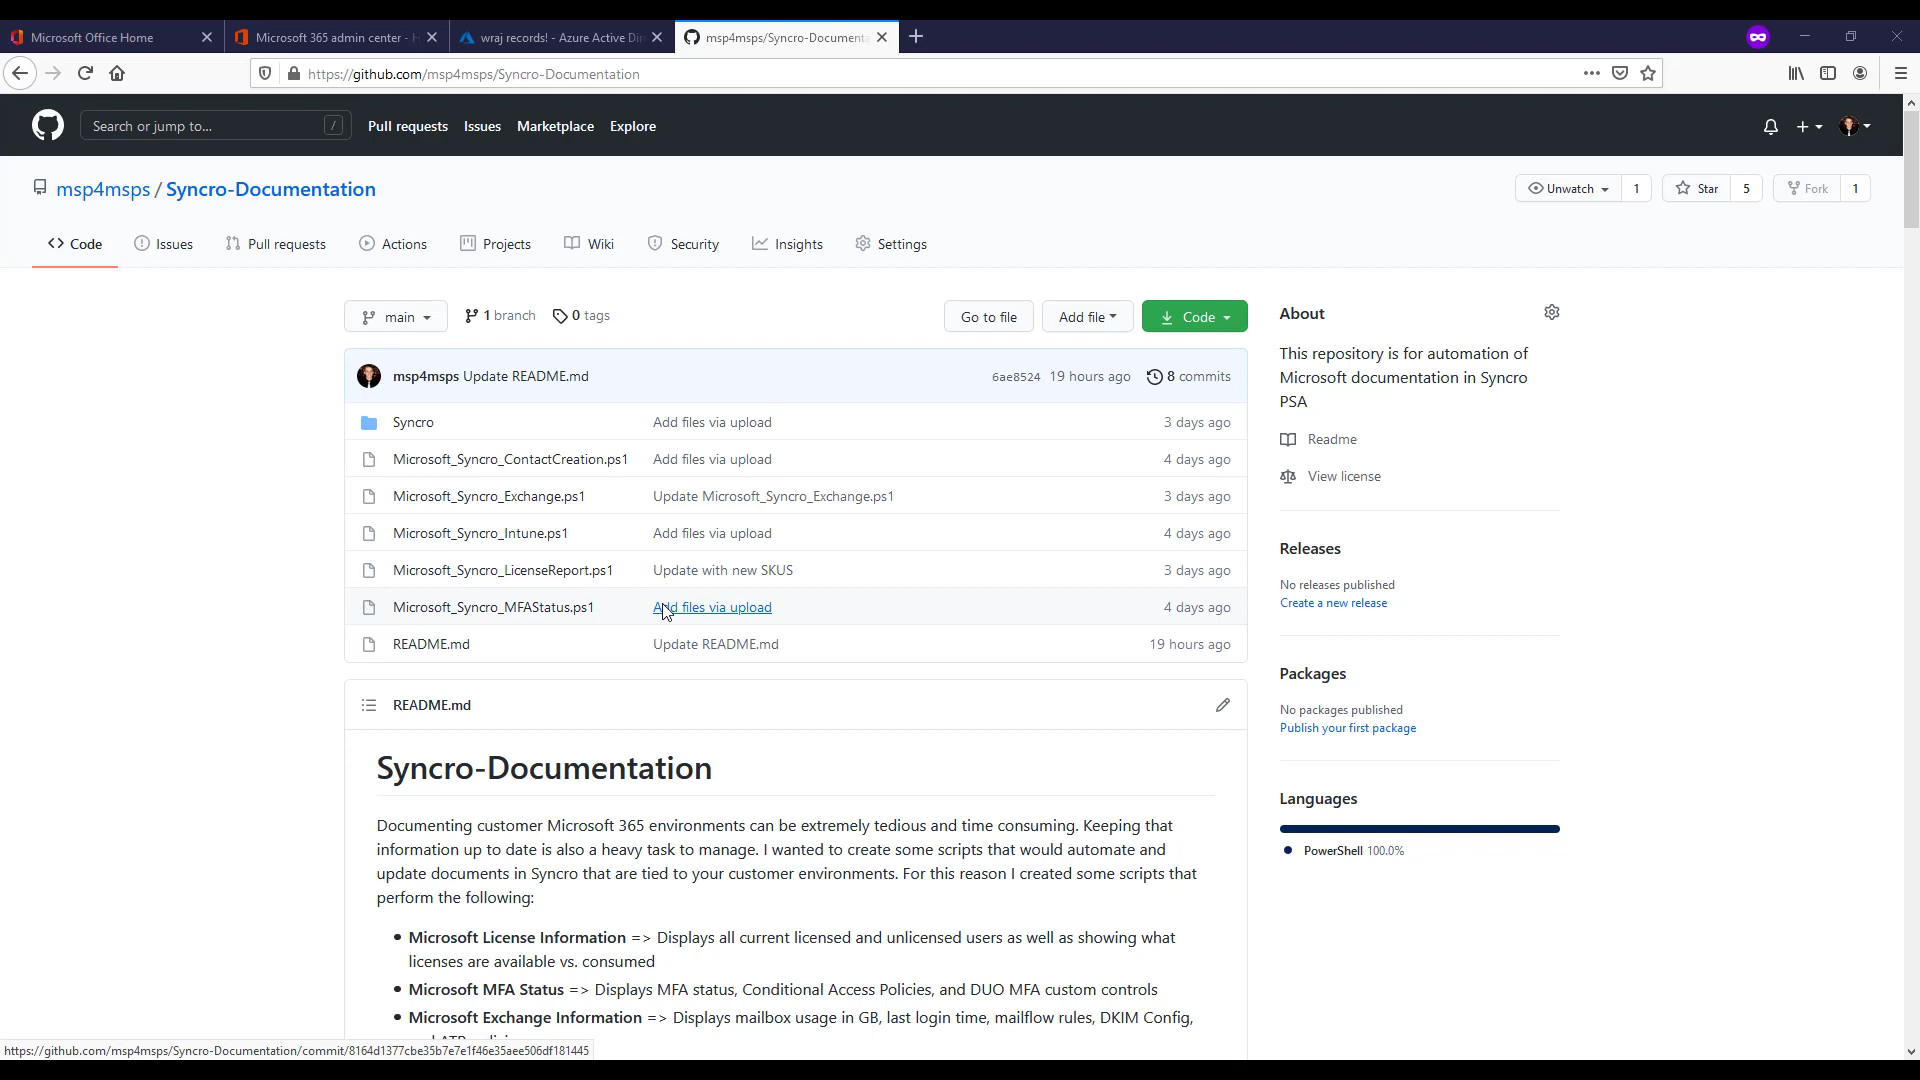 Microsoft Office Home
Microsoft 365 admin center - H
wraj records! - Azure Active Dir
msp4msps/Syncro-Documenta
https://github.com/msp4msps/Syncro-Documentation
Search or jump to... /
Pull requests Issues Marketplace Explore
msp4msps / Syncro-Documentation
Unwatch 1 Star 5 Fork 1
Code Issues Pull requests Actions Projects Wiki Security Insights Settings
main 1 branch 0 tags Go to file Add file Code
msp4msps Update README.md 6ae8524 19 hours ago 8 commits
Syncro Add files via upload 3 days ago
Microsoft_Syncro_ContactCreation.ps1 Add files via upload 4 days ago
Microsoft_Syncro_Exchange.ps1 Update Microsoft_Syncro_Exchange.ps1 3 days ago
Microsoft_Syncro_Intune.ps1 Add files via upload 4 days ago
Microsoft_Syncro_LicenseReport.ps1 Update with new SKUS 3 days ago
Microsoft_Syncro_MFAStatus.ps1 Add files via upload 4 days ago
README.md Update README.md 19 hours ago
About
This repository is for automation of
Microsoft documentation in Syncro
PSA
Readme
View license
Releases
No releases published
Create a new release
Packages
No packages published
Publish your first package
Languages
PowerShell 100.0%
README.md
Syncro-Documentation
Documenting customer Microsoft 365 environments can be extremely tedious and time consuming. Keeping that
information up to date is also a heavy task to manage. I wanted to create some scripts that would automate and
update documents in Syncro that are tied to your customer environments. For this reason I created some scripts that
perform the following:
• Microsoft License Information => Displays all current licensed and unlicensed users as well as showing what
licenses are available vs. consumed
• Microsoft MFA Status => Displays MFA status, Conditional Access Policies, and DUO MFA custom controls
• Microsoft Exchange Information => Displays mailbox usage in GB, last login time, mailflow rules, DKIM Config,
https://github.com/msp4msps/Syncro-Documentation/commit/8164d1377cbe35b7e7e1f46e35aee506df181445